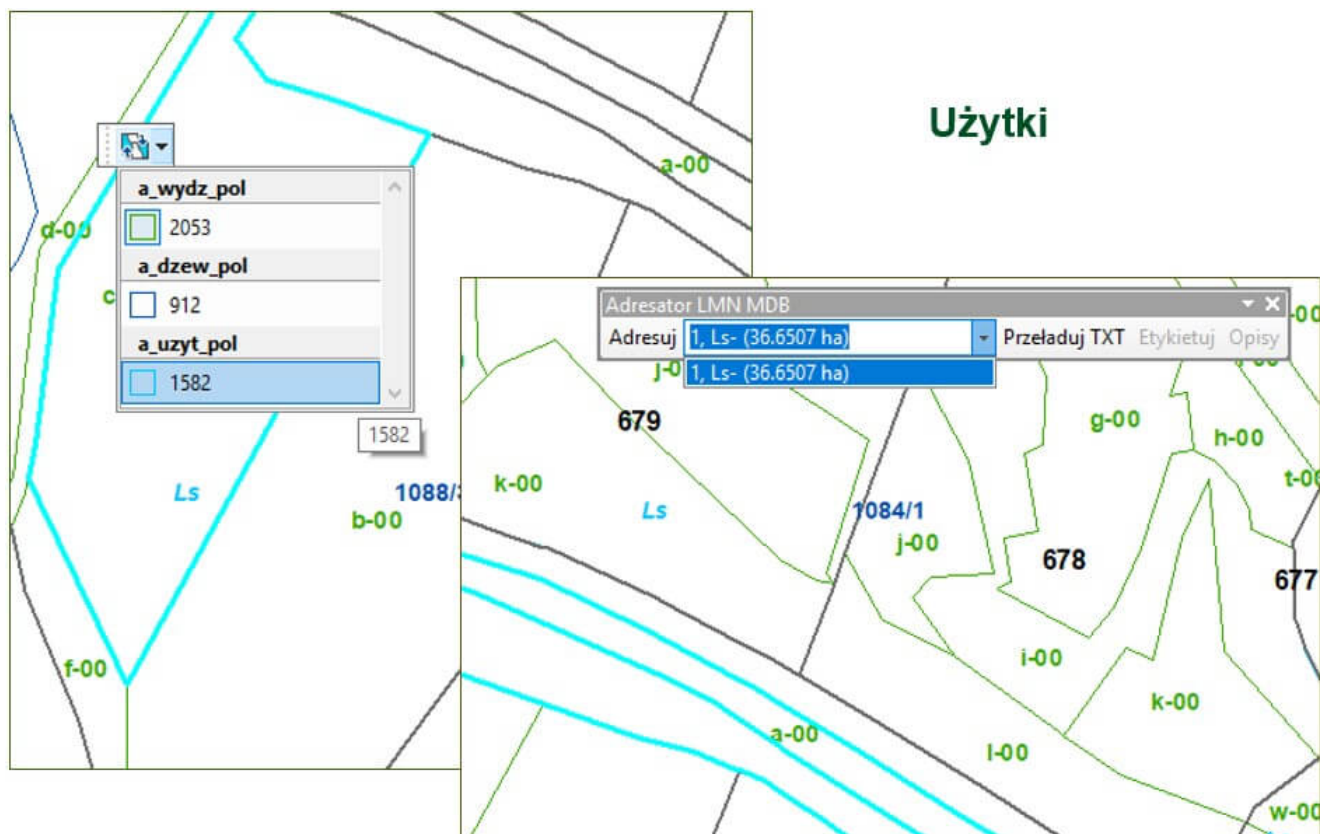 Użytki
a-00
a_wydz_pol
2053
a_dzew_pol
912
a_uzyt_pol
1582
1582
d-00
c
Ls
1088/
b-00
f-00
Adresator LMN MDB
Adresuj 1, Ls- (36.6507 ha) Przeładuj TXT Etykietuj Opisy
1, Ls- (36.6507 ha)
-00
j-0
679
g-00
h-00
k-00
Ls
1084/1
t-00
j-00
678
677
i-00
k-00
a-00
l-00
w-00